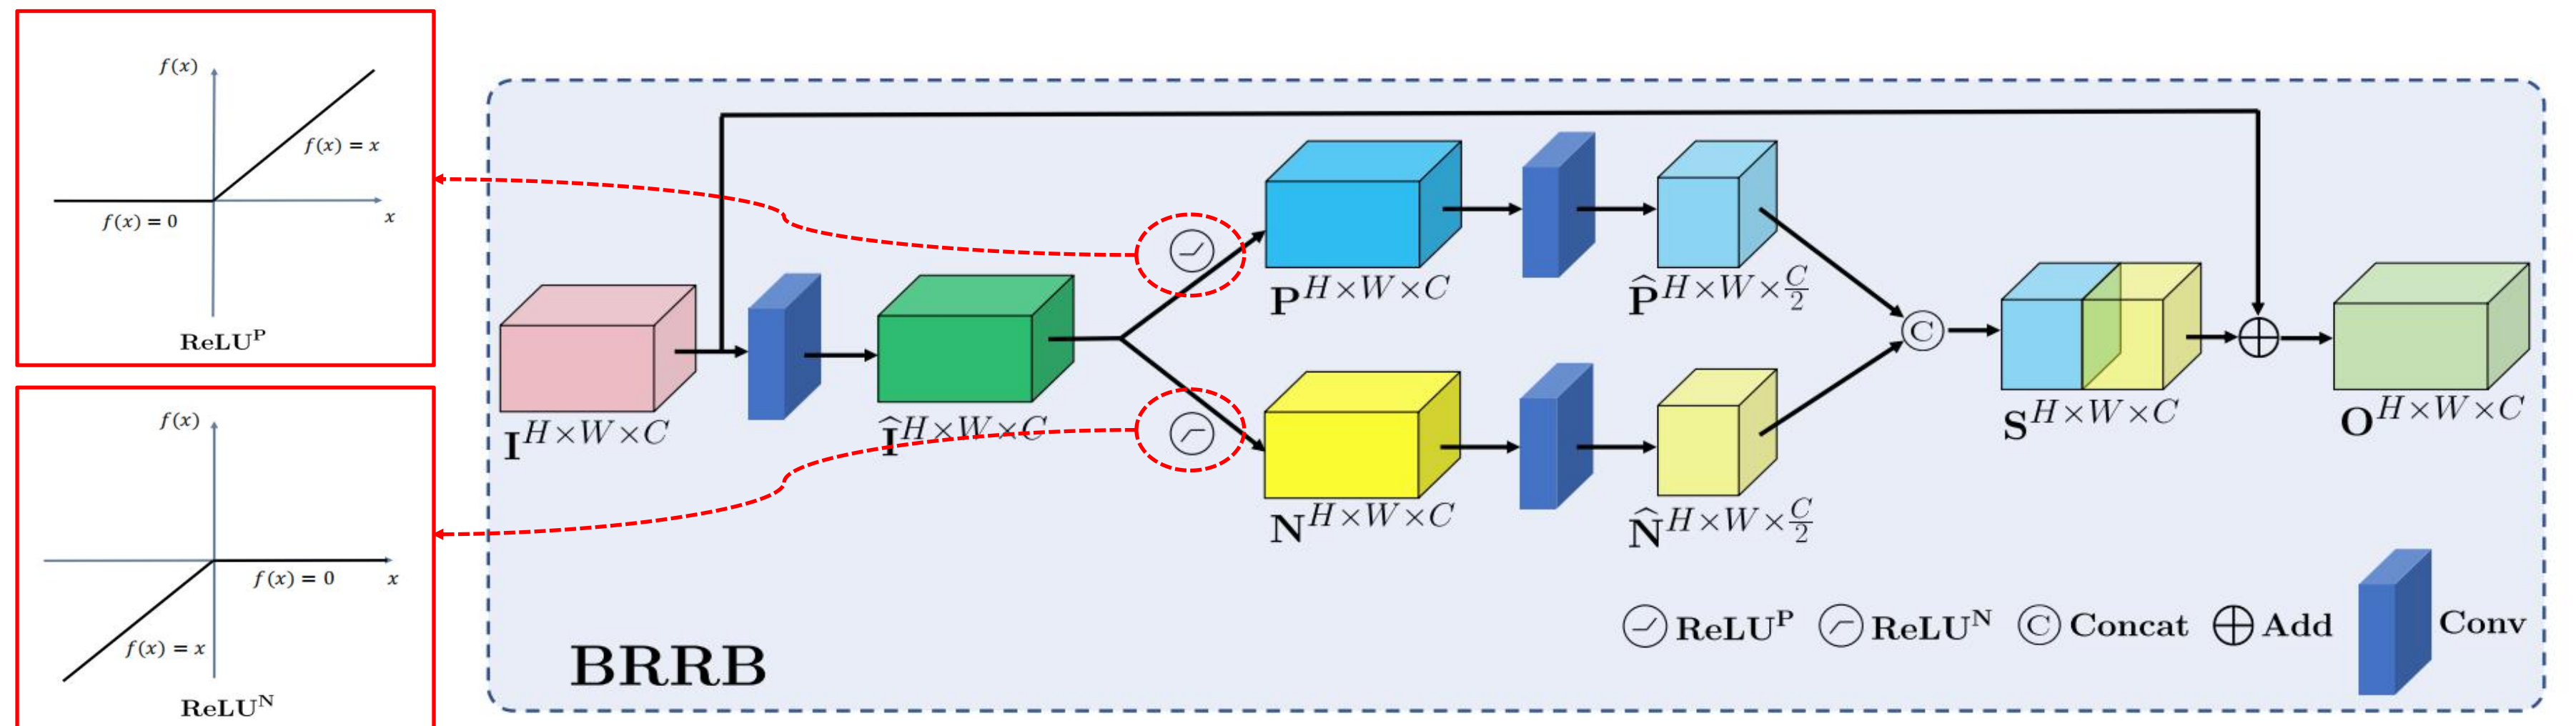 f(x)
f(x) = x
f(x) = 0
x
ReLU^P
f(x)
f(x) = 0
x
f(x) = x
ReLU^N
I^{H×W×C}
Î^{H×W×C}
P^{H×W×C}
P̂^{H×W×C/2}
N^{H×W×C}
N̂^{H×W×C/2}
C
S^{H×W×C}
O^{H×W×C}
BRRB
ReLU^P
ReLU^N
C Concat
Add
Conv